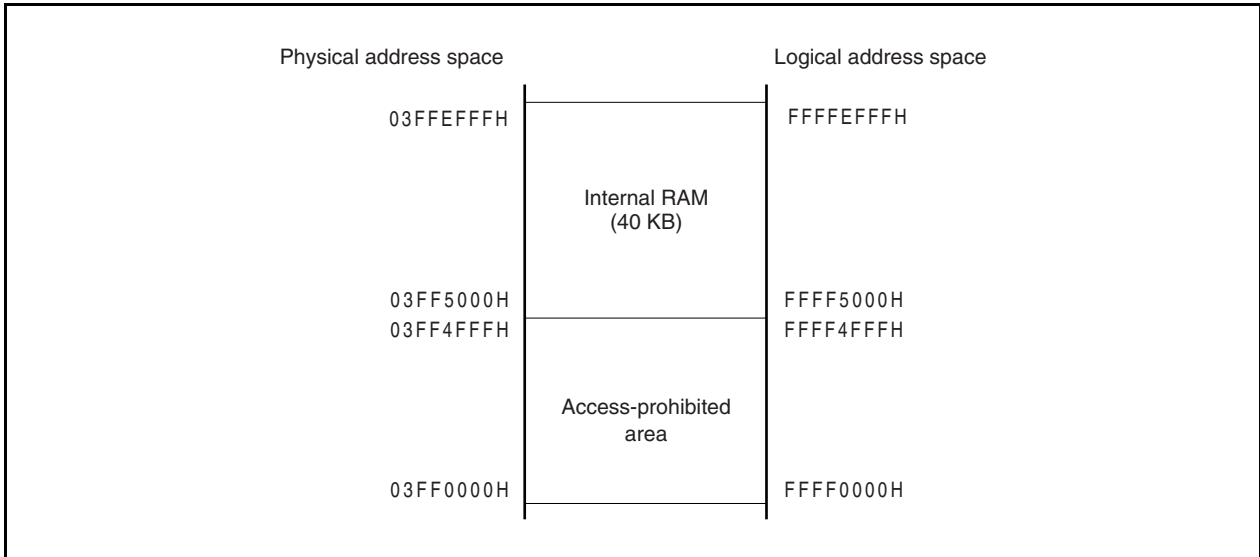 Physical address space
Logical address space
03FFEFFFH
FFFFEFFFH
Internal RAM
(40 KB)
03FF5000H
FFFF5000H
03FF4FFFH
FFFF4FFFH
Access-prohibited
area
03FF0000H
FFFF0000H